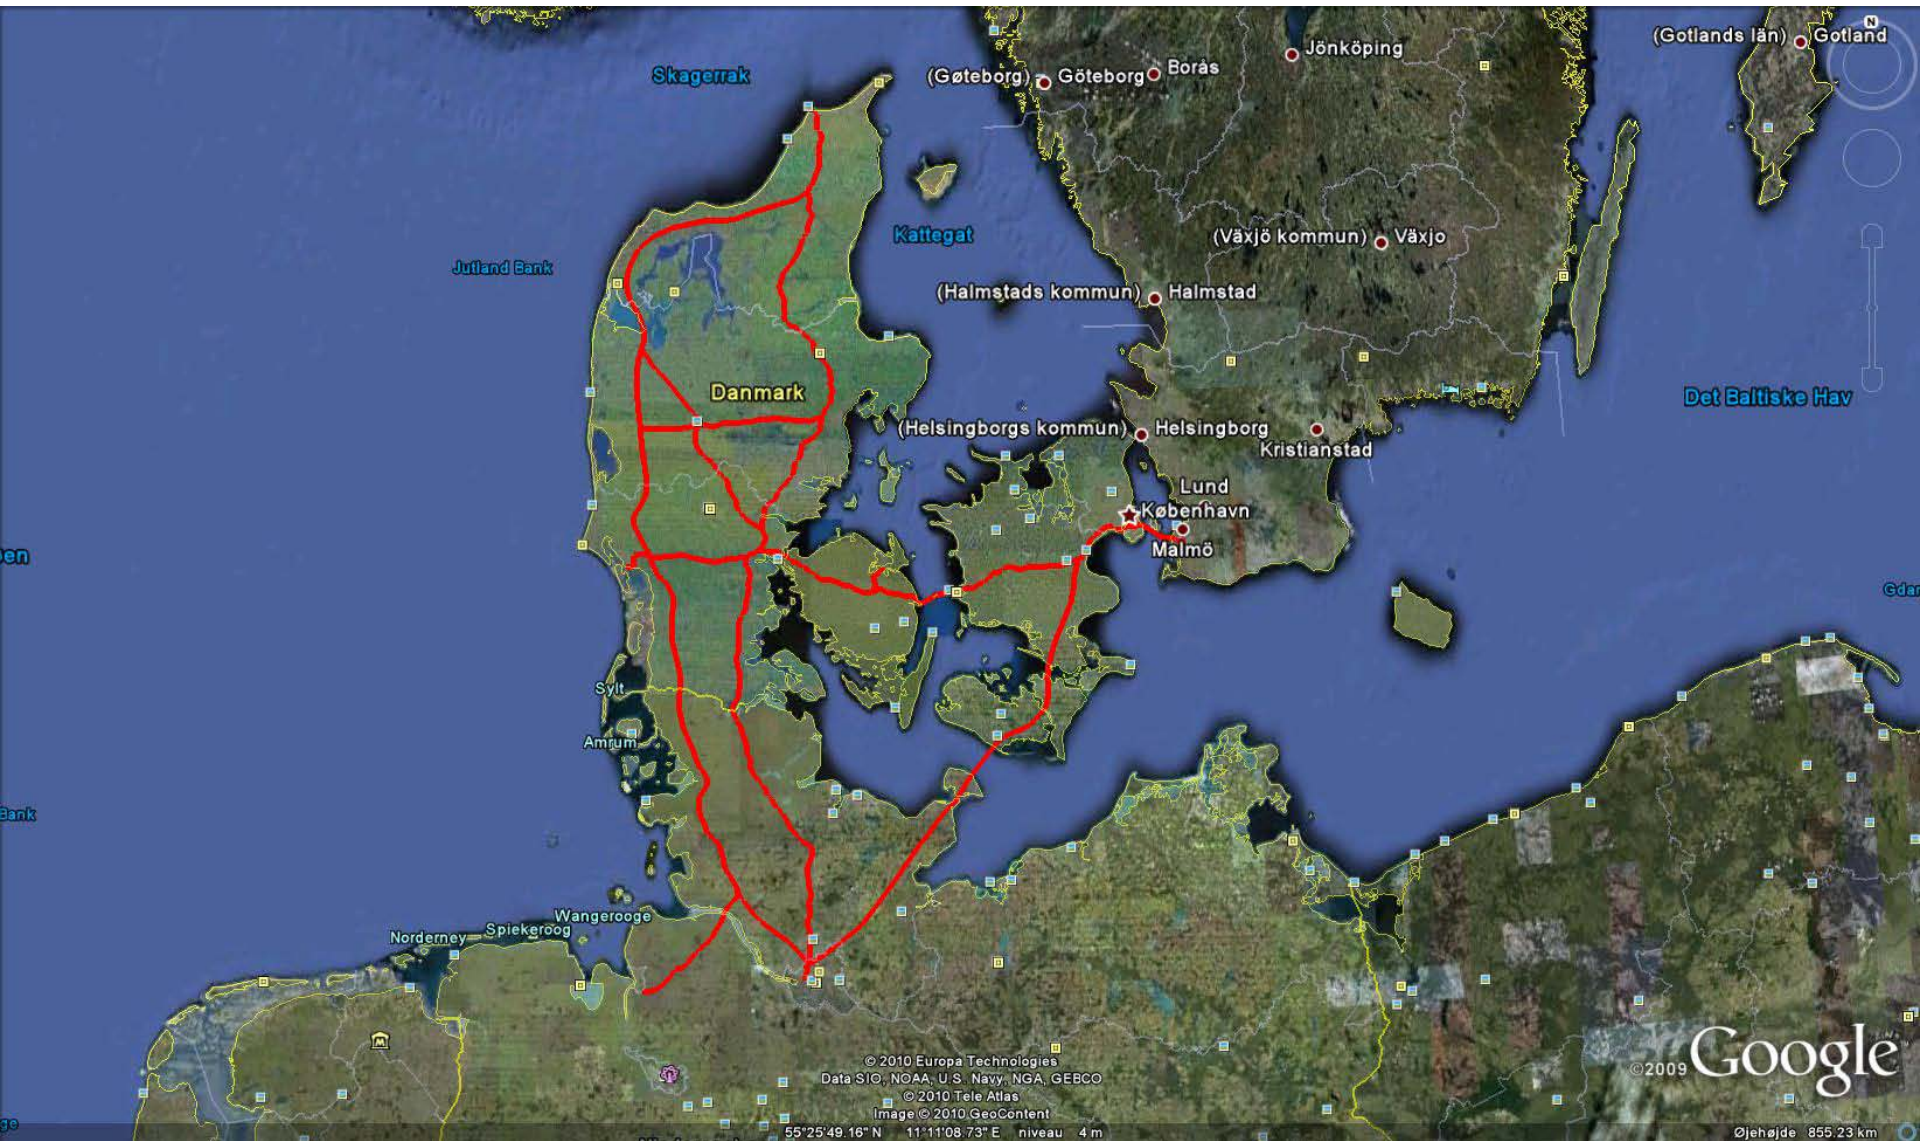 (Gotlands län) Gotland
N
Jönköping
Borås
(Gøteborg) Göteborg
Skagerrak
Kattegat
(Växjö kommun) Växjo
Jutland Bank
(Halmstads kommun) Halmstad
Danmark
Det Baltiske Hav
(Helsingborgs kommun) Helsingborg
Kristianstad
Lund
København
Malmö
en
Gdan
Sylt
Amrum
Bank
Wangerooge
Spiekeroog
Norderney
©2009 Google
© 2010 Europa Technologies
Data SIO, NOAA, U.S. Navy, NGA, GEBCO
© 2010 Tele Atlas
Image © 2010 GeoContent
55°25'49.16" N 11°11'08.73" E niveau 4 m
Øjehøjde 855.23 km